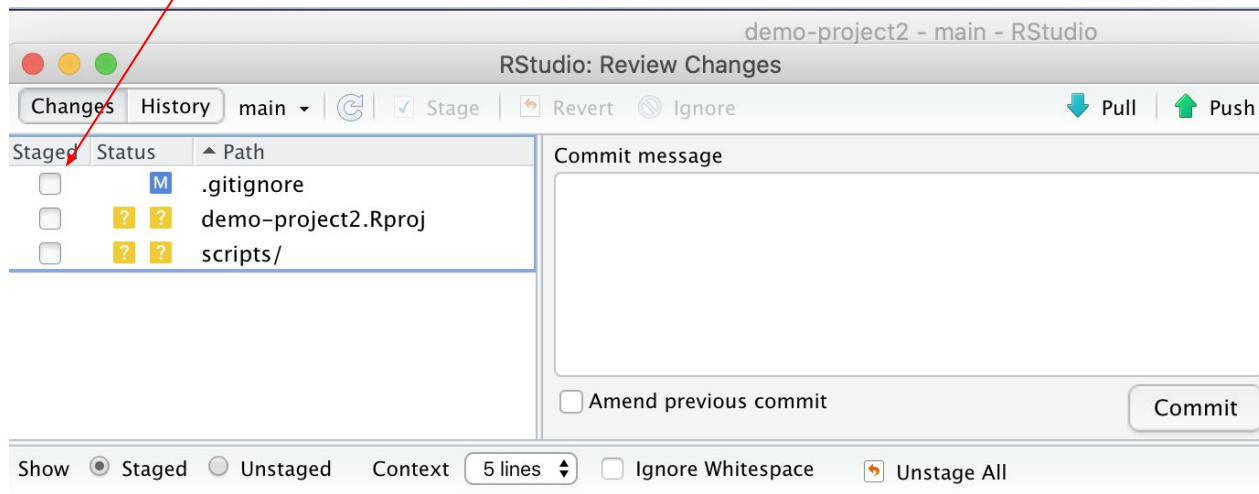 demo-project2 - main - RStudio
RStudio: Review Changes
Changes History main Stage Revert Ignore Pull Push
Staged Status Path Commit message
M .gitignore
? ? demo-project2.Rproj
? ? scripts/
Amend previous commit Commit
Show Staged Unstaged Context 5 lines Ignore Whitespace Unstage All